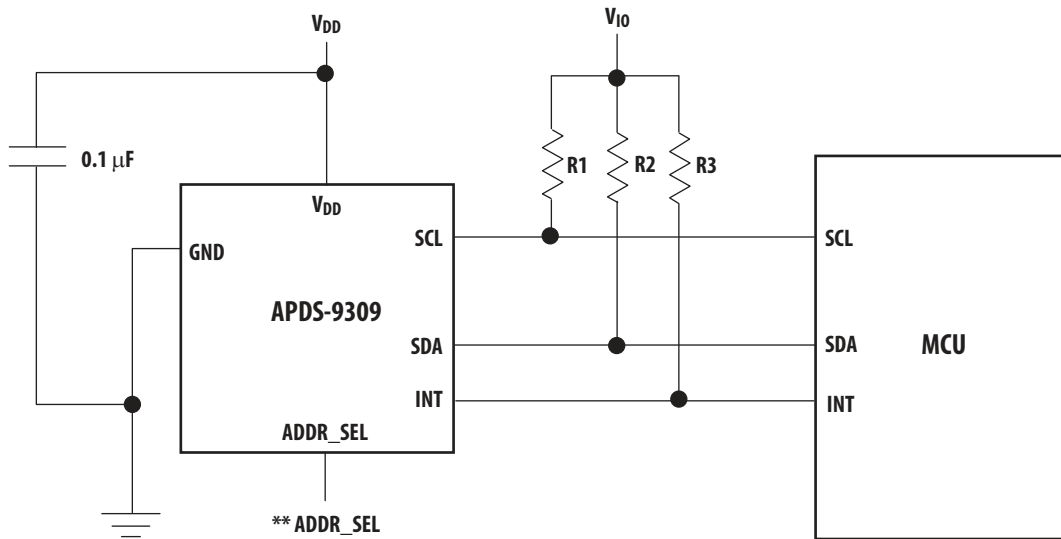 VDD
VIO
0.1 μF
R1
R2
R3
VDD
GND
SCL
SCL
APDS-9309
SDA
SDA
MCU
INT
INT
ADDR_SEL
** ADDR_SEL